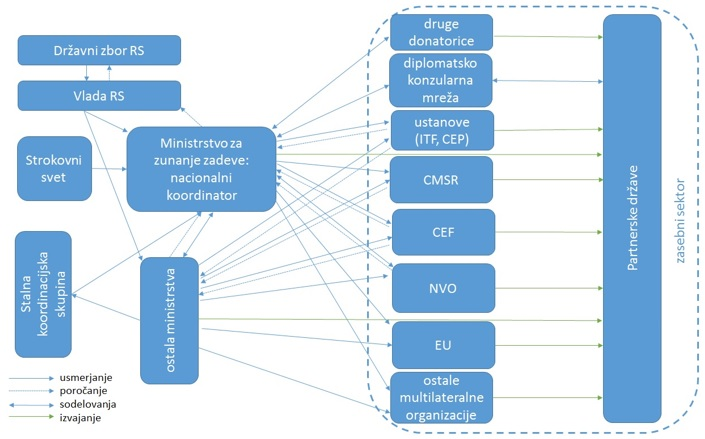 Državni zbor RS
Vlada RS
Strokovni
svet
Ministrstvo za
zunanje zadeve:
nacionalni
koordinator
Stalna
koordinacijska
skupina
ostala ministrstva
druge
donatorice
diplomatsko
konzularna
mreža
ustanove
(ITF, CEP)
CMSR
CEF
NVO
EU
ostale
multilateralne
organizacije
Partnerske države
zasebni sektor
usmerjanje
poročanje
sodelovanja
izvajanje